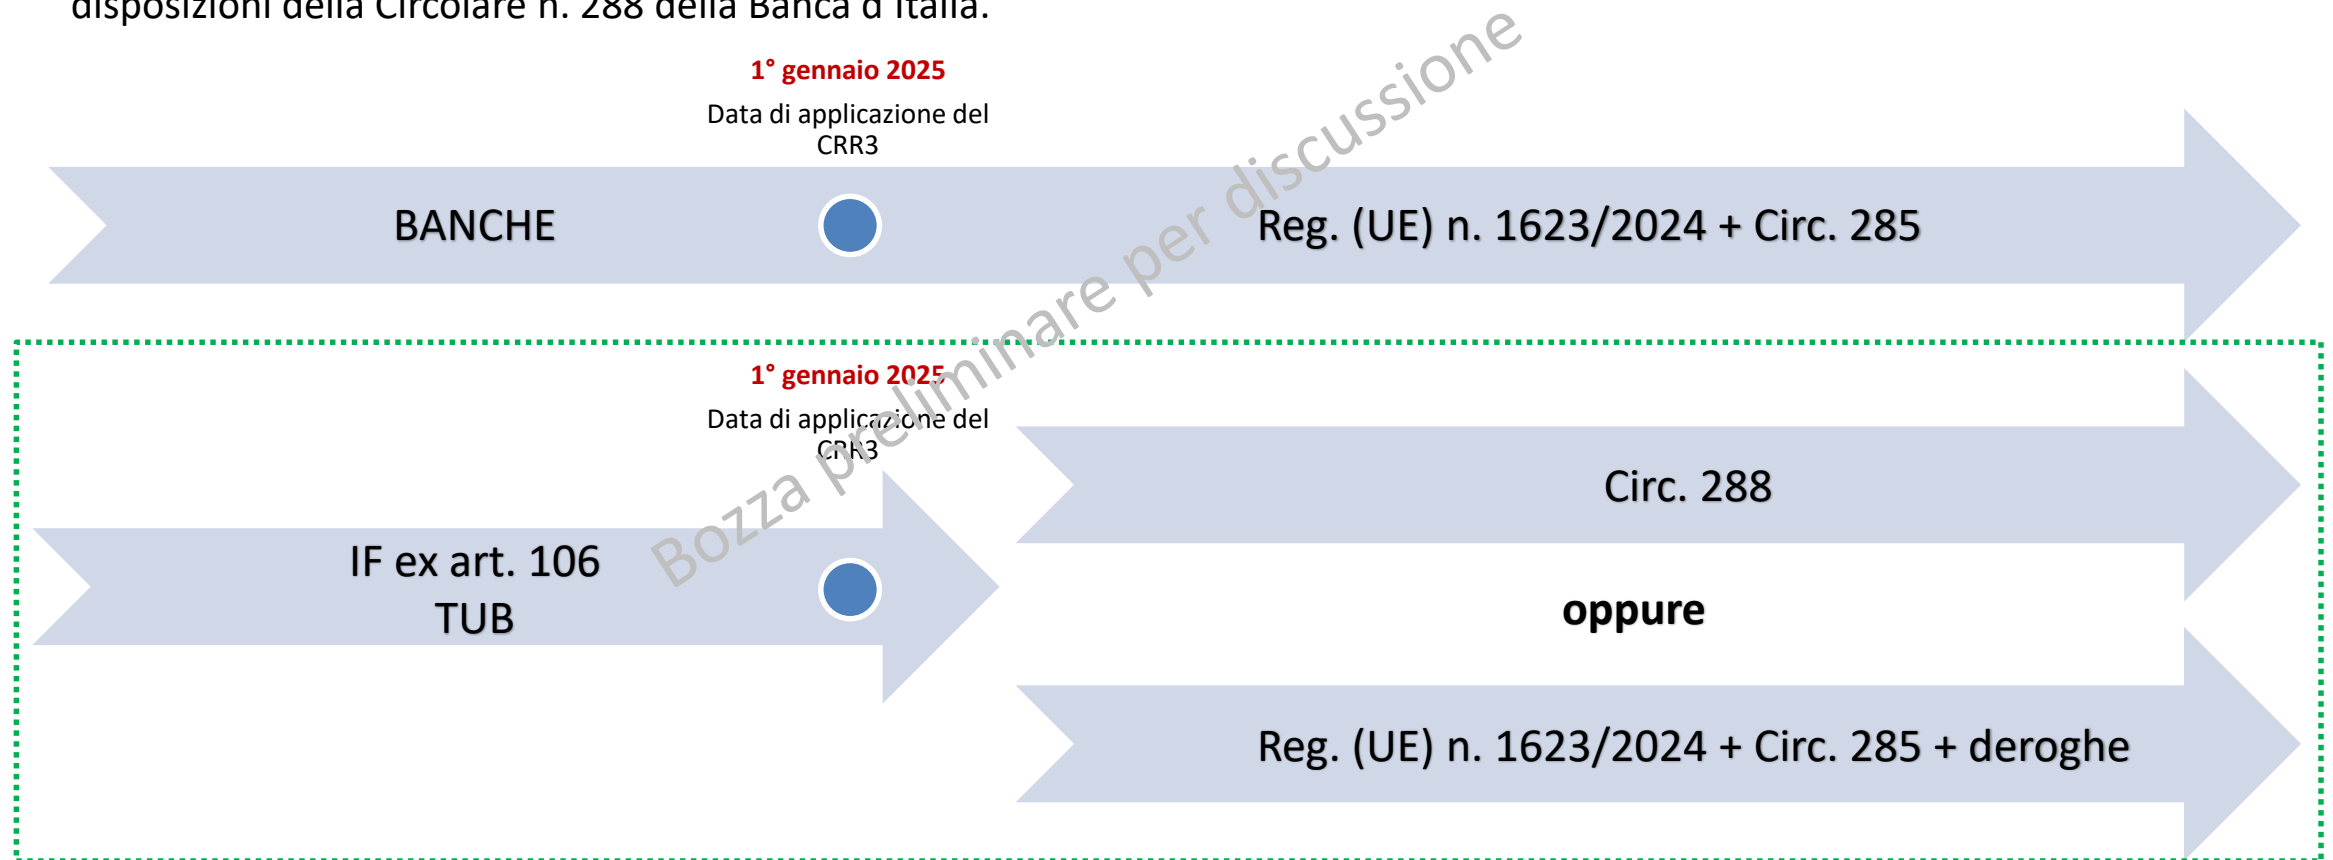 disposizioni della Circolare n. 288 della Banca d'Italia.
1° gennaio 2025
Data di applicazione del
CRR3
BANCHE
Reg. (UE) n. 1623/2024 + Circ. 285
1° gennaio 2025
Data di applicazione del
CRR3
Circ. 288
IF ex art. 106
TUB
oppure
Reg. (UE) n. 1623/2024 + Circ. 285 + deroghe
Bozza preliminare per discussione